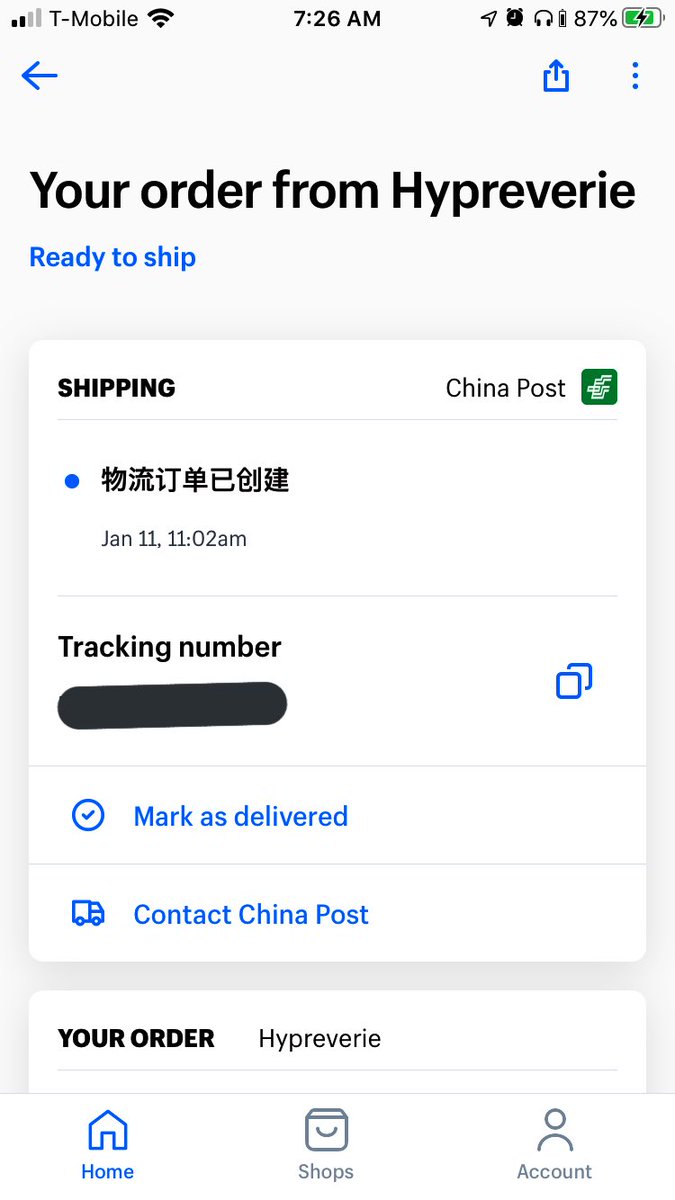 T-Mobile 7:26 AM 87%
Your order from Hypreverie
Ready to ship
SHIPPING China Post
物流订单已创建
Jan 11, 11:02am
Tracking number
Mark as delivered
Contact China Post
YOUR ORDER Hypreverie
Home Shops Account